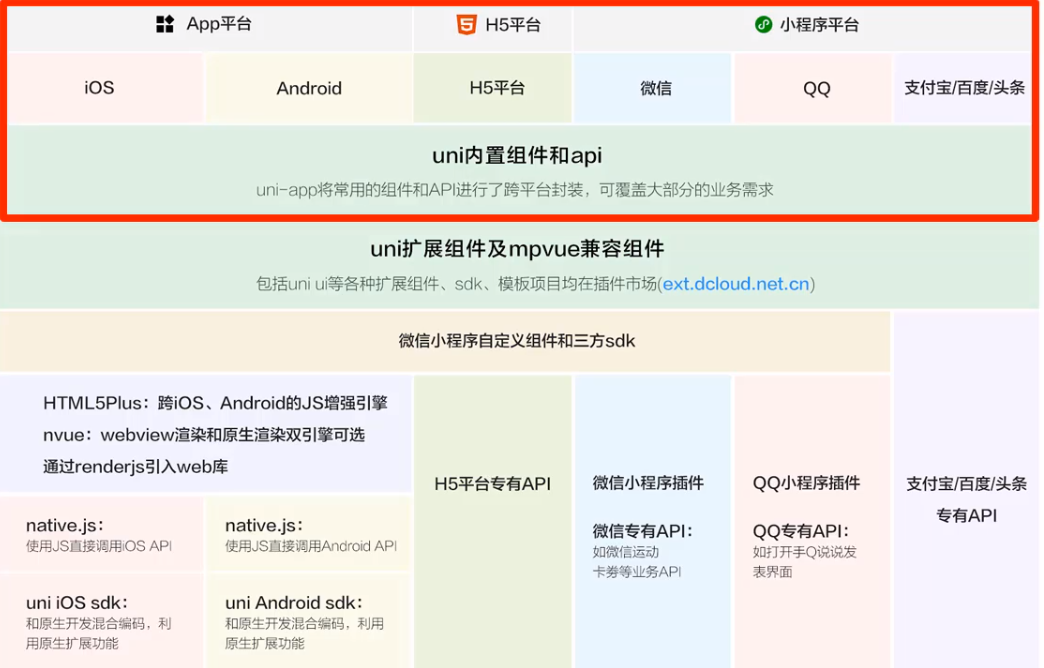 App平台
H5平台
小程序平台
iOS
Android
H5平台
微信
QQ
支付宝/百度/头条
uni内置组件和api
uni-app将常用的组件和API进行了跨平台封装，可覆盖大部分的业务需求
uni扩展组件及mpvue兼容组件
包括uni ui等各种扩展组件、sdk、模板项目均在插件市场(ext.dcloud.net.cn)
微信小程序自定义组件和三方sdk
HTML5Plus：跨iOS、Android的JS增强引擎
nvue：webview渲染和原生渲染双引擎可选
通过renderjs引入web库
native.js：
使用JS直接调用iOS API
native.js：
使用JS直接调用Android API
uni iOS sdk：
和原生开发混合编码，利
用原生扩展功能
uni Android sdk：
和原生开发混合编码，利用
原生扩展功能
H5平台专有API
微信小程序插件
微信专有API：
如微信运动
卡券等业务API
QQ小程序插件
QQ专有API：
如打开手Q说说发
表界面
支付宝/百度/头条
专有API